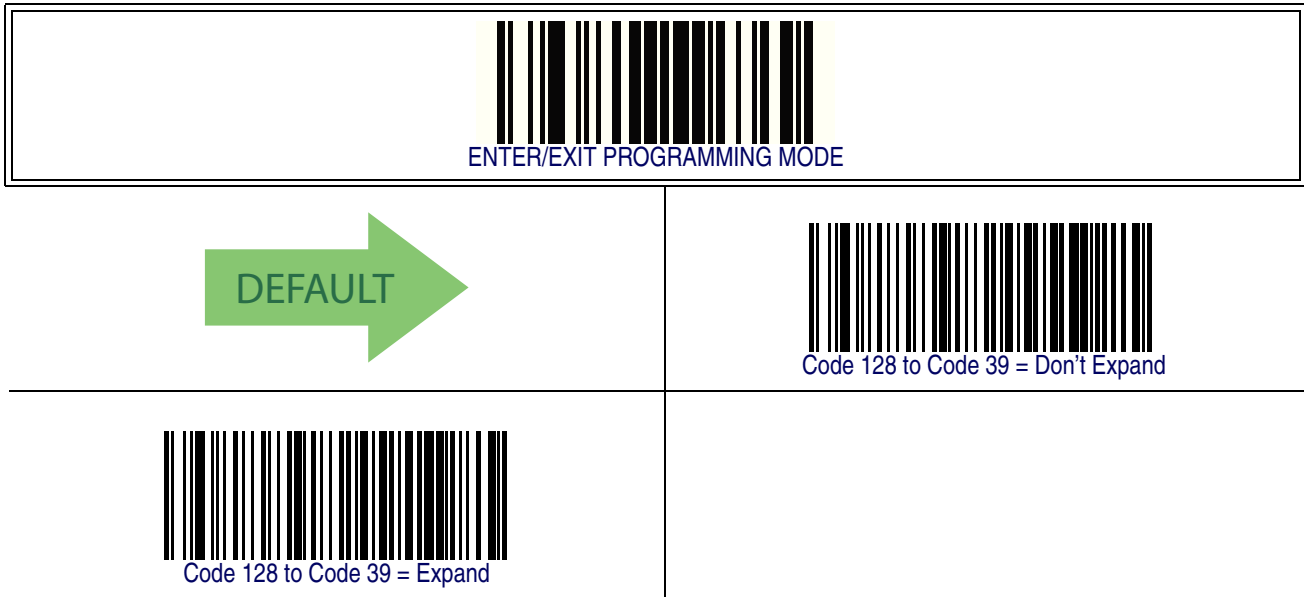 ENTER/EXIT PROGRAMMING MODE
DEFAULT
Code 128 to Code 39 = Don't Expand
Code 128 to Code 39 = Expand